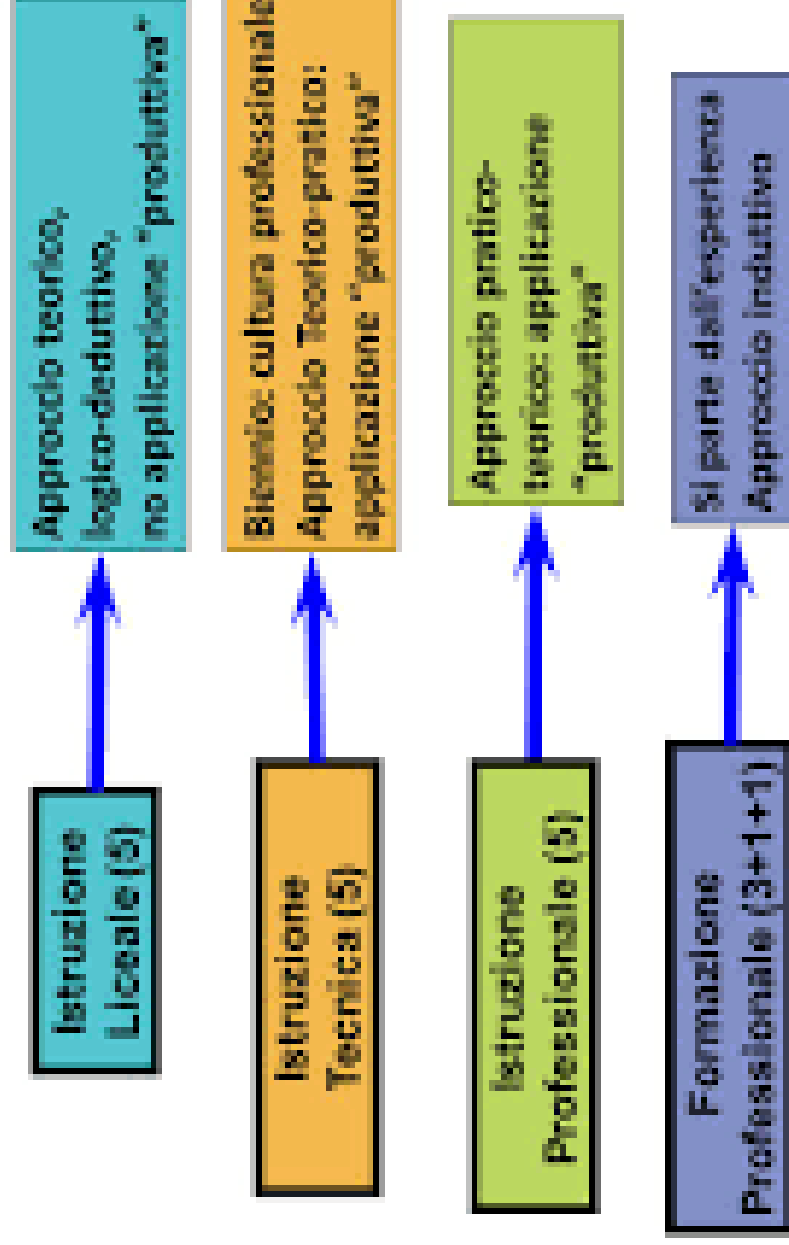 Istruzione
Liceale (5)
Approccio teorico,
logico-deduttivo,
no applicazione "produttiva"
Istruzione
Tecnica (5)
Biennio: cultura professionale
Approccio Teorico-pratico:
applicazione "produttiva"
Istruzione
Professionale (5)
Approccio pratico-
teorico: applicazione
"produttiva"
Formazione
Professionale (3+1+1)
Si parte dall'esperienza
Approccio induttivo